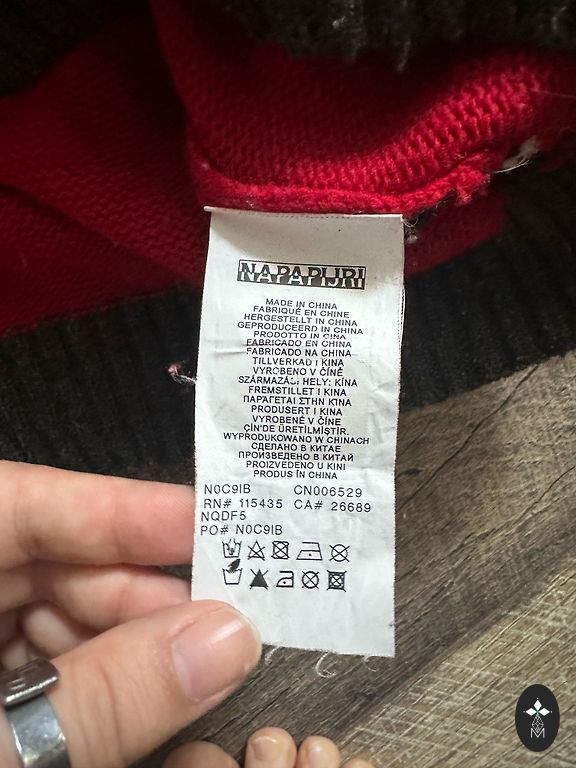 NAPAPIJRI
MADE IN CHINA
FABRIQUÉ EN CHINE
HERGESTELLT IN CHINA
GEPRODUCEERD IN CHINA
PRODOTTO IN CINA
FABRICADO EN CHINA
FABRICADO NA CHINA
TILLVERKAD I KINA
VYROBENO V ČÍNĚ
SZÁRMAZÁSI HELY: KÍNA
FREMSTILLET I KINA
ΠΑΡΑΓΕΤΑΙ ΣΤΗΝ ΚΙΝΑ
PRODUSERT I KINA
VYROBENÉ V ČÍNE
ÇİN'DE ÜRETİLMİŞTİR.
WYPRODUKOWANO W CHINACH
СДЕЛАНО В КИТАЕ
ПРОИЗВЕДЕНО В КИТАЙ
PROIZVEDENO U KINI
PRODUS ÎN CHINA
N0C9IB CN006529
RN# 115435 CA# 26689
NQDF5
PO# N0C9IB
M